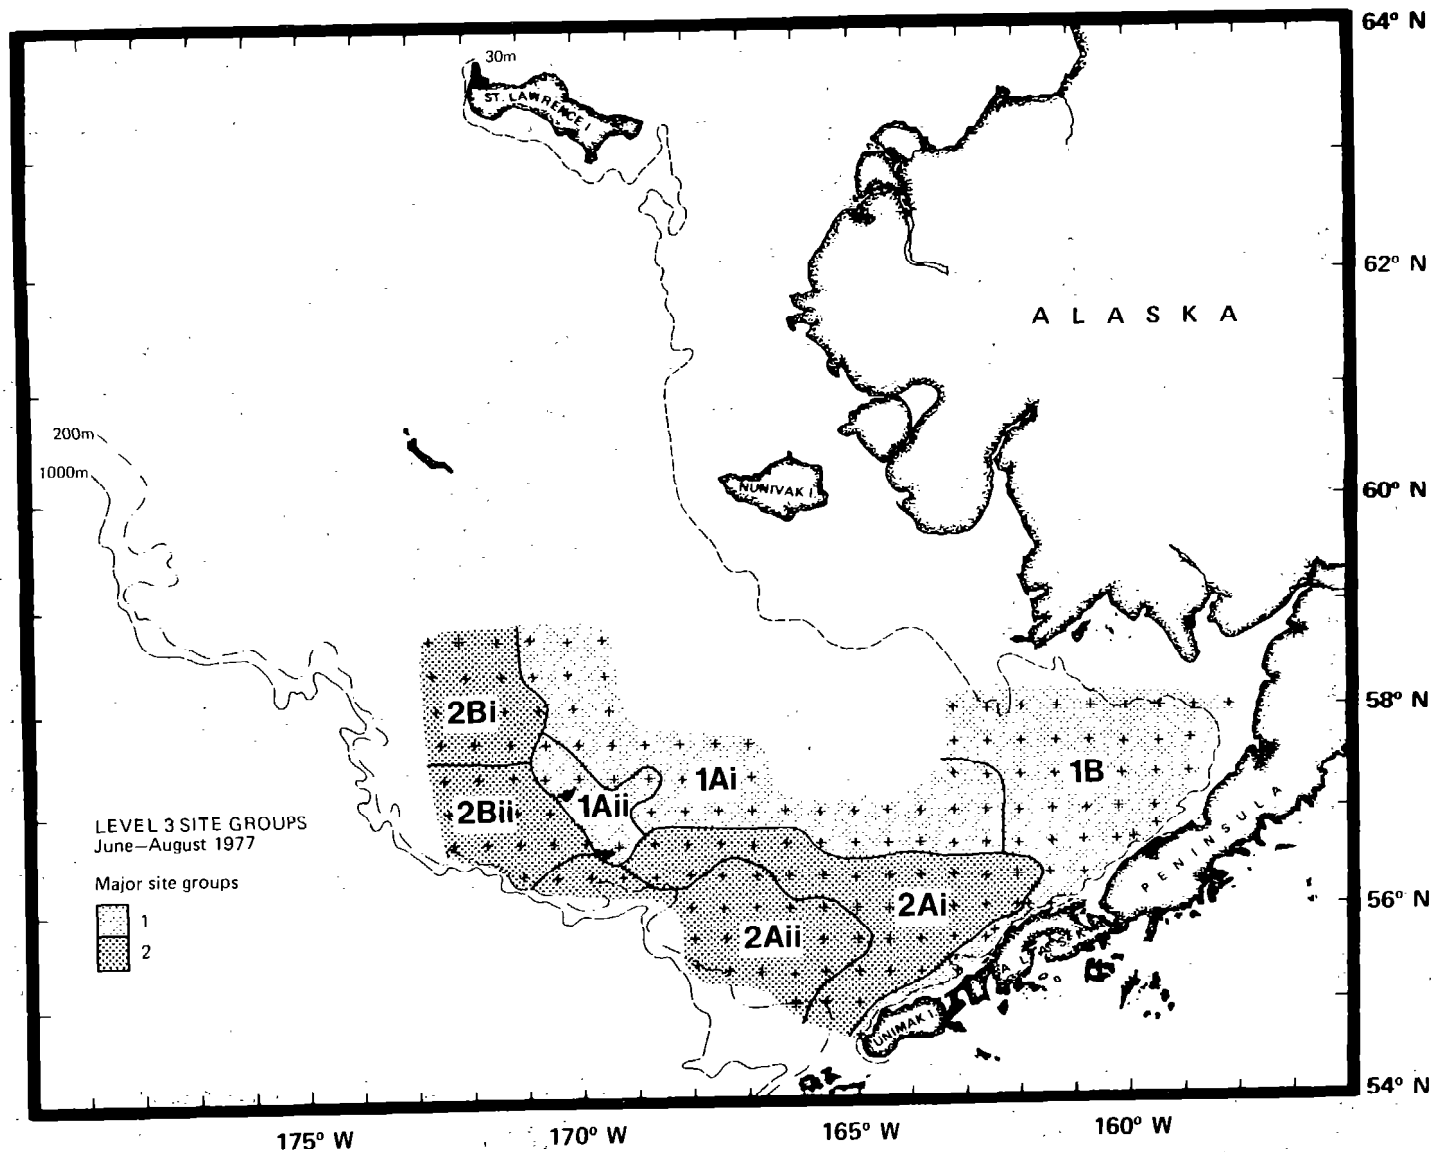 64° N
30m
ST. LAWRENCE I
62° N
ALASKA
200m
1000m
NUNIVAK I.
60° N
58° N
2Bi
1B
1Ai
2Bii
1Aii
LEVEL 3 SITE GROUPS
June—August 1977
Major site groups
1
2
PENINSULA
56° N
2Ai
2Aii
UNIMAK I.
54° N
175° W
170° W
165° W
160° W